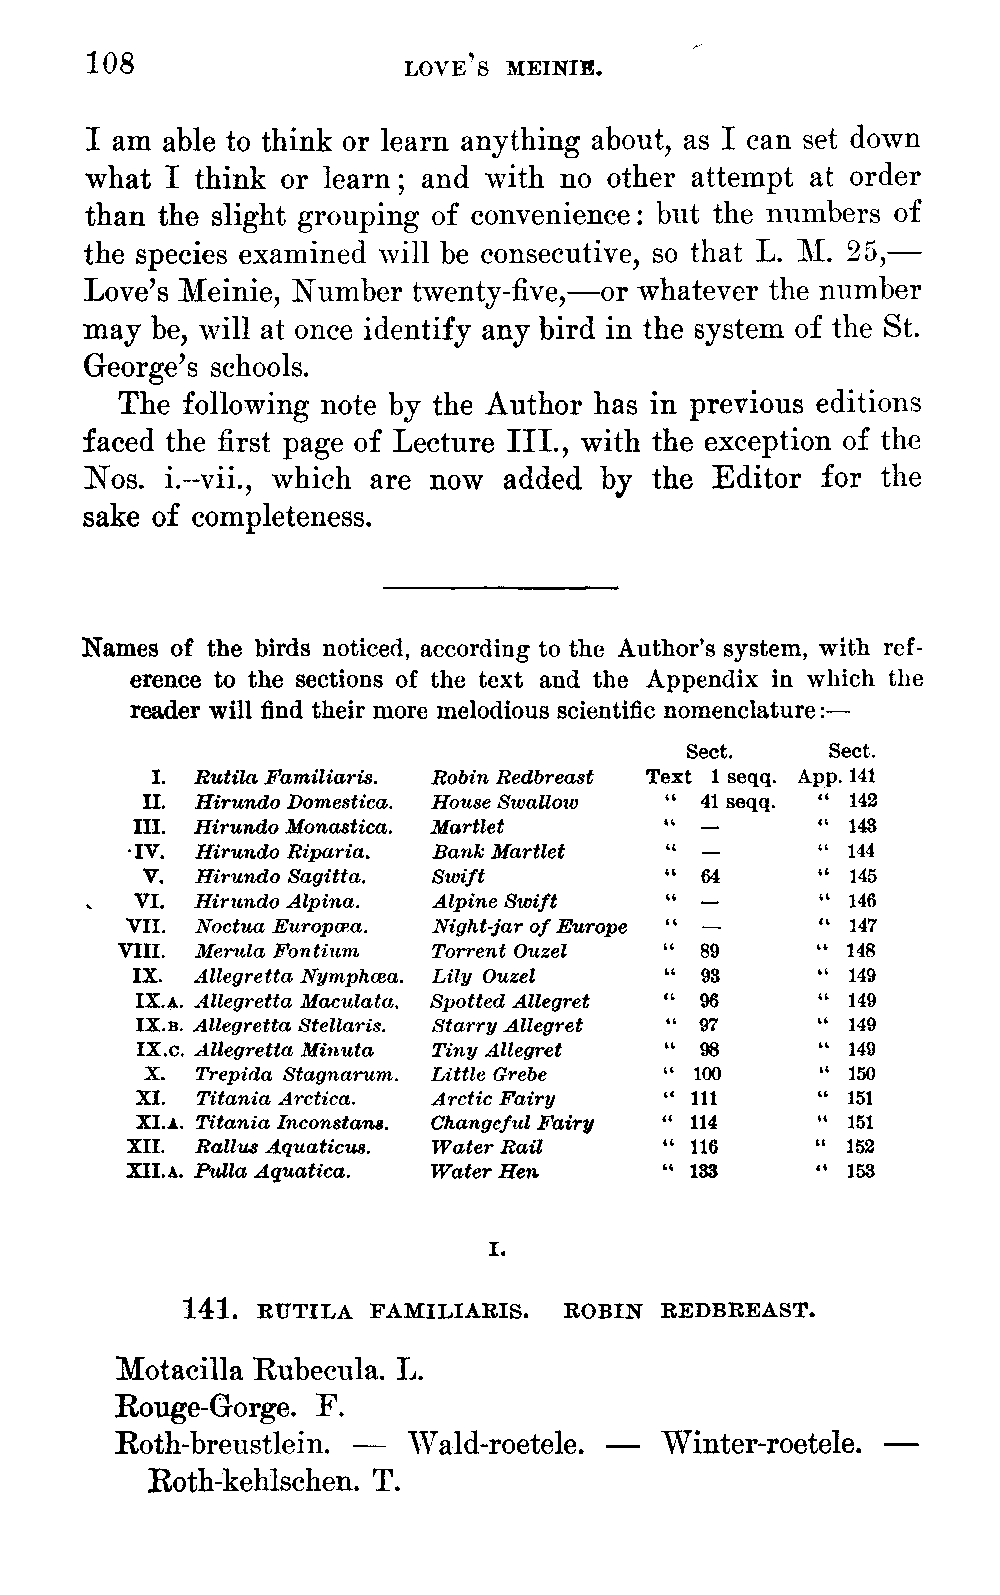 108 LOVE'S MEINIE.
I am able to think or learn anything about, as I can set down
what I think or learn; and with no other attempt at order
than the slight grouping of convenience: but the numbers of
the species examined will be consecutive, so that L. M. 25,—
Love's Meinie, Number twenty-five,—or whatever the number
may be, will at once identify any bird in the system of the St.
George's schools.
The following note by the Author has in previous editions
faced the first page of Lecture III., with the exception of the
Nos. i.--vii., which are now added by the Editor for the
sake of completeness.
Names of the birds noticed, according to the Author's system, with ref-
erence to the sections of the text and the Appendix in which the
reader will find their more melodious scientific nomenclature:—
Sect. Sect.
I. Rutila Familiaris. Robin Redbreast Text 1 seqq. App. 141
II. Hirundo Domestica. House Swallow " 41 seqq. " 142
III. Hirundo Monastica. Martlet " — " 143
IV. Hirundo Riparia. Bank Martlet " — " 144
V. Hirundo Sagitta. Swift " 64 " 145
VI. Hirundo Alpina. Alpine Swift " — " 146
VII. Noctua Europœa. Night-jar of Europe " — " 147
VIII. Merula Fontium Torrent Ouzel " 89 " 148
IX. Allegretta Nymphœa. Lily Ouzel " 93 " 149
IX.A. Allegretta Maculata. Spotted Allegret " 96 " 149
IX.B. Allegretta Stellaris. Starry Allegret " 97 " 149
IX.C. Allegretta Minuta Tiny Allegret " 98 " 149
X. Trepida Stagnarum. Little Grebe " 100 " 150
XI. Titania Arctica. Arctic Fairy " 111 " 151
XI.A. Titania Inconstans. Changeful Fairy " 114 " 151
XII. Rallus Aquaticus. Water Rail " 116 " 152
XII.A. Pulla Aquatica. Water Hen " 133 " 153
I.
141. RUTILA FAMILIARIS. ROBIN REDBREAST.
Motacilla Rubecula. L.
Rouge-Gorge. F.
Roth-breustlein. — Wald-roetele. — Winter-roetele. —
Roth-kehlschen. T.